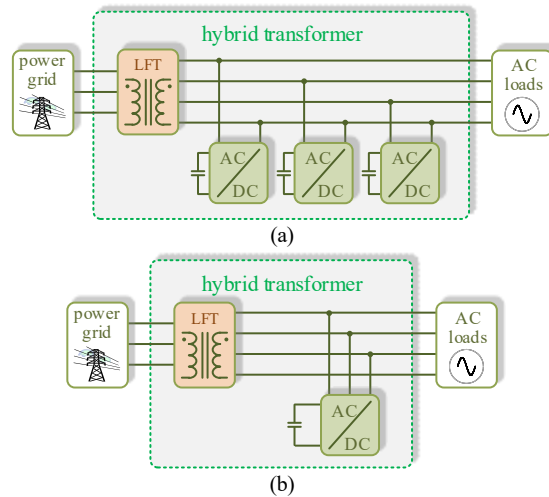 hybrid transformer
power
grid
LFT
AC
loads
AC
DC
AC
DC
AC
DC
(a)
hybrid transformer
power
grid
LFT
AC
loads
AC
DC
(b)